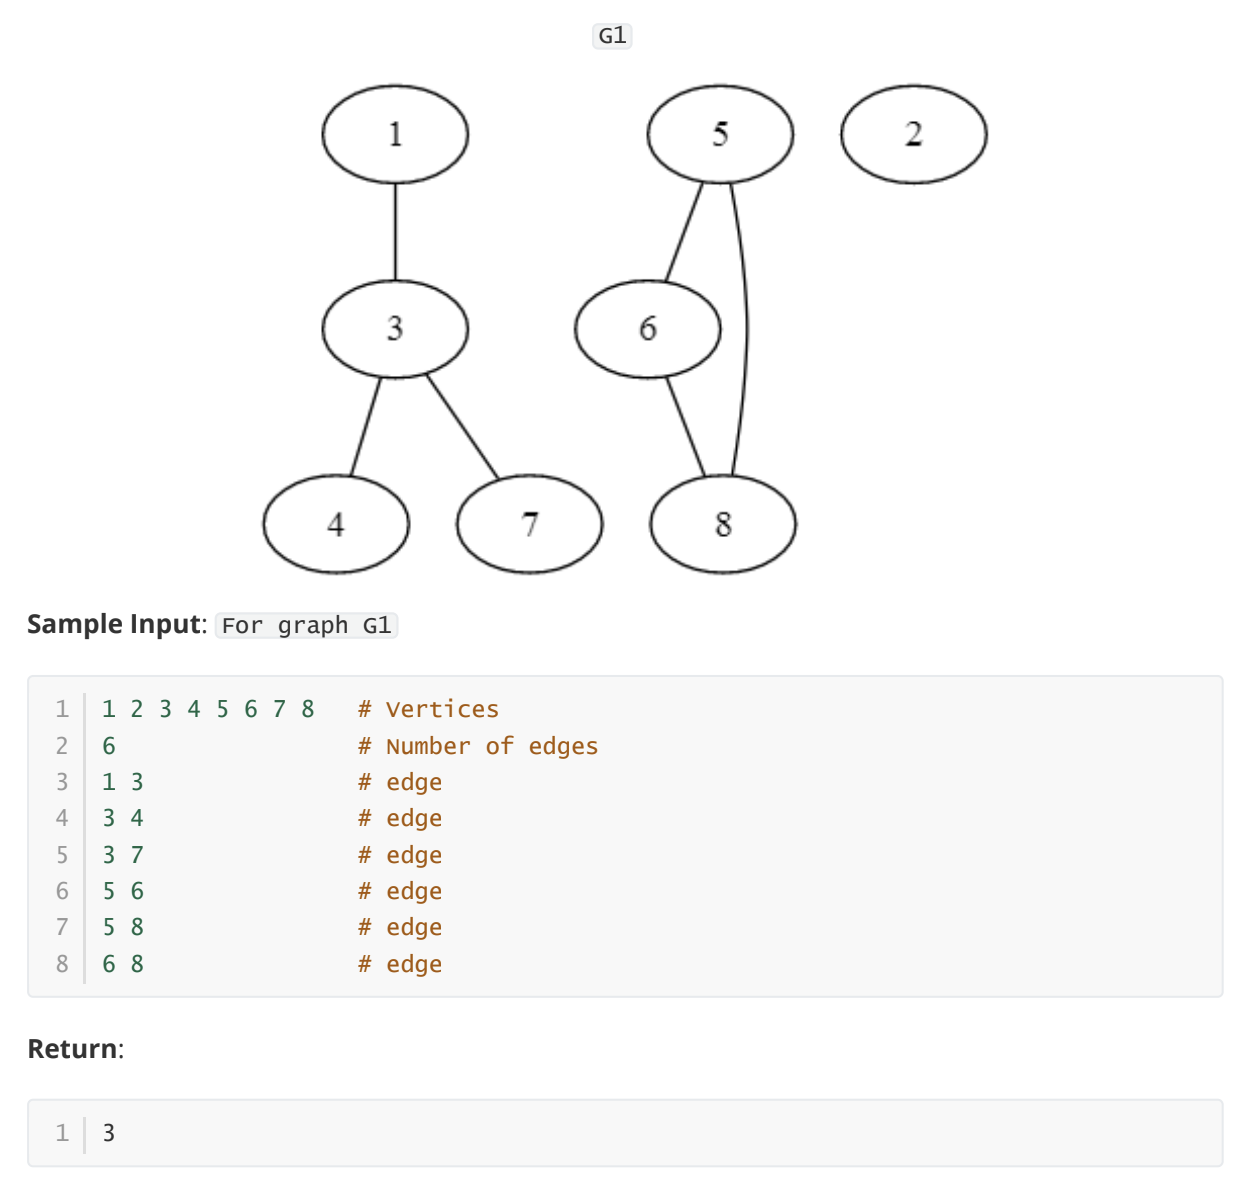 G1
1 5 2
3 6
4 7 8
Sample Input: For graph G1
1 1 2 3 4 5 6 7 8 # Vertices
2 6 # Number of edges
3 1 3 # edge
4 3 4 # edge
5 3 7 # edge
6 5 6 # edge
7 5 8 # edge
8 6 8 # edge
Return:
1 3